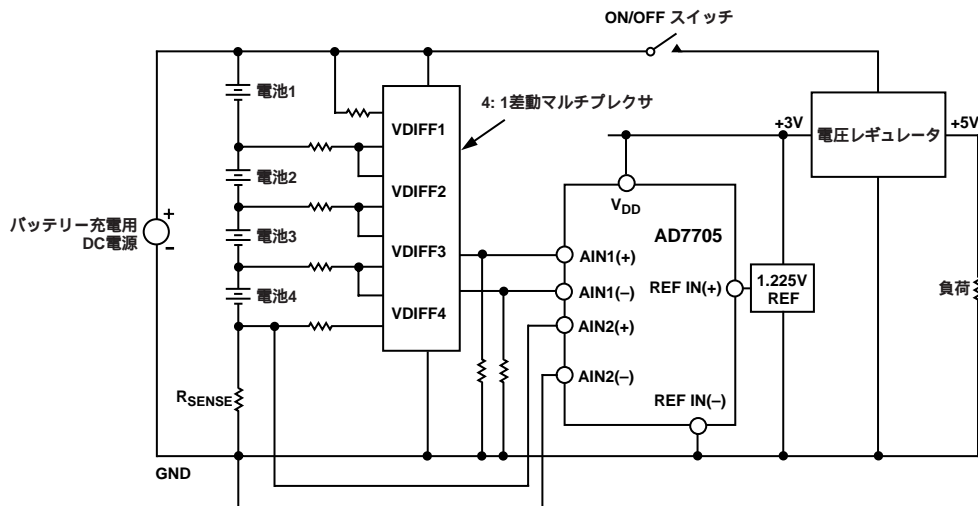 ON/OFF スイッチ
電池1
4: 1差動マルチプレクサ
VDIFF1
+3V
電圧レギュレータ
+5V
電池2
VDIFF2
VDD
バッテリー充電用
DC電源
+
-
電池3
AD7705
VDIFF3
AIN1(+)
REF IN(+)
1.225V
REF
負荷
電池4
AIN1(–)
VDIFF4
AIN2(+)
RSENSE
AIN2(–)
REF IN(–)
GND